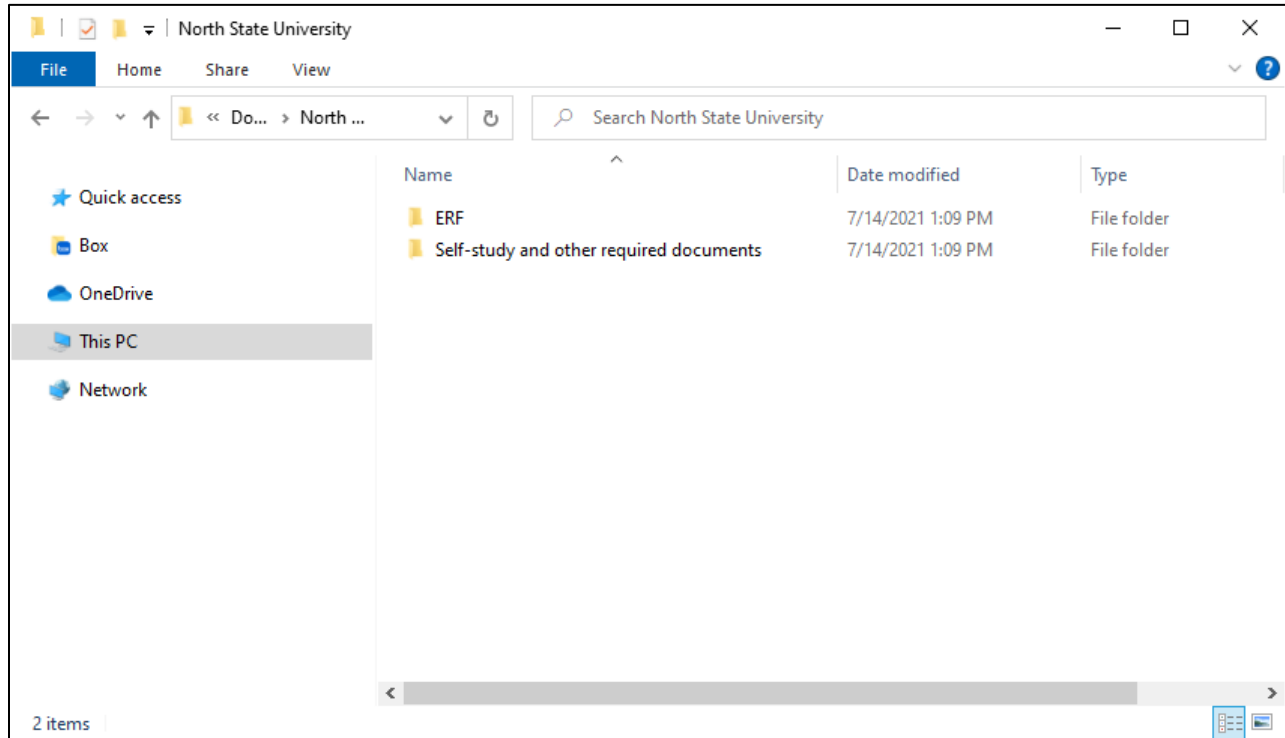 North State University
File Home Share View
?
« Do... › North ... Search North State University
Quick access
Box
OneDrive
This PC
Network
Name Date modified Type
ERF 7/14/2021 1:09 PM File folder
Self-study and other required documents 7/14/2021 1:09 PM File folder
2 items